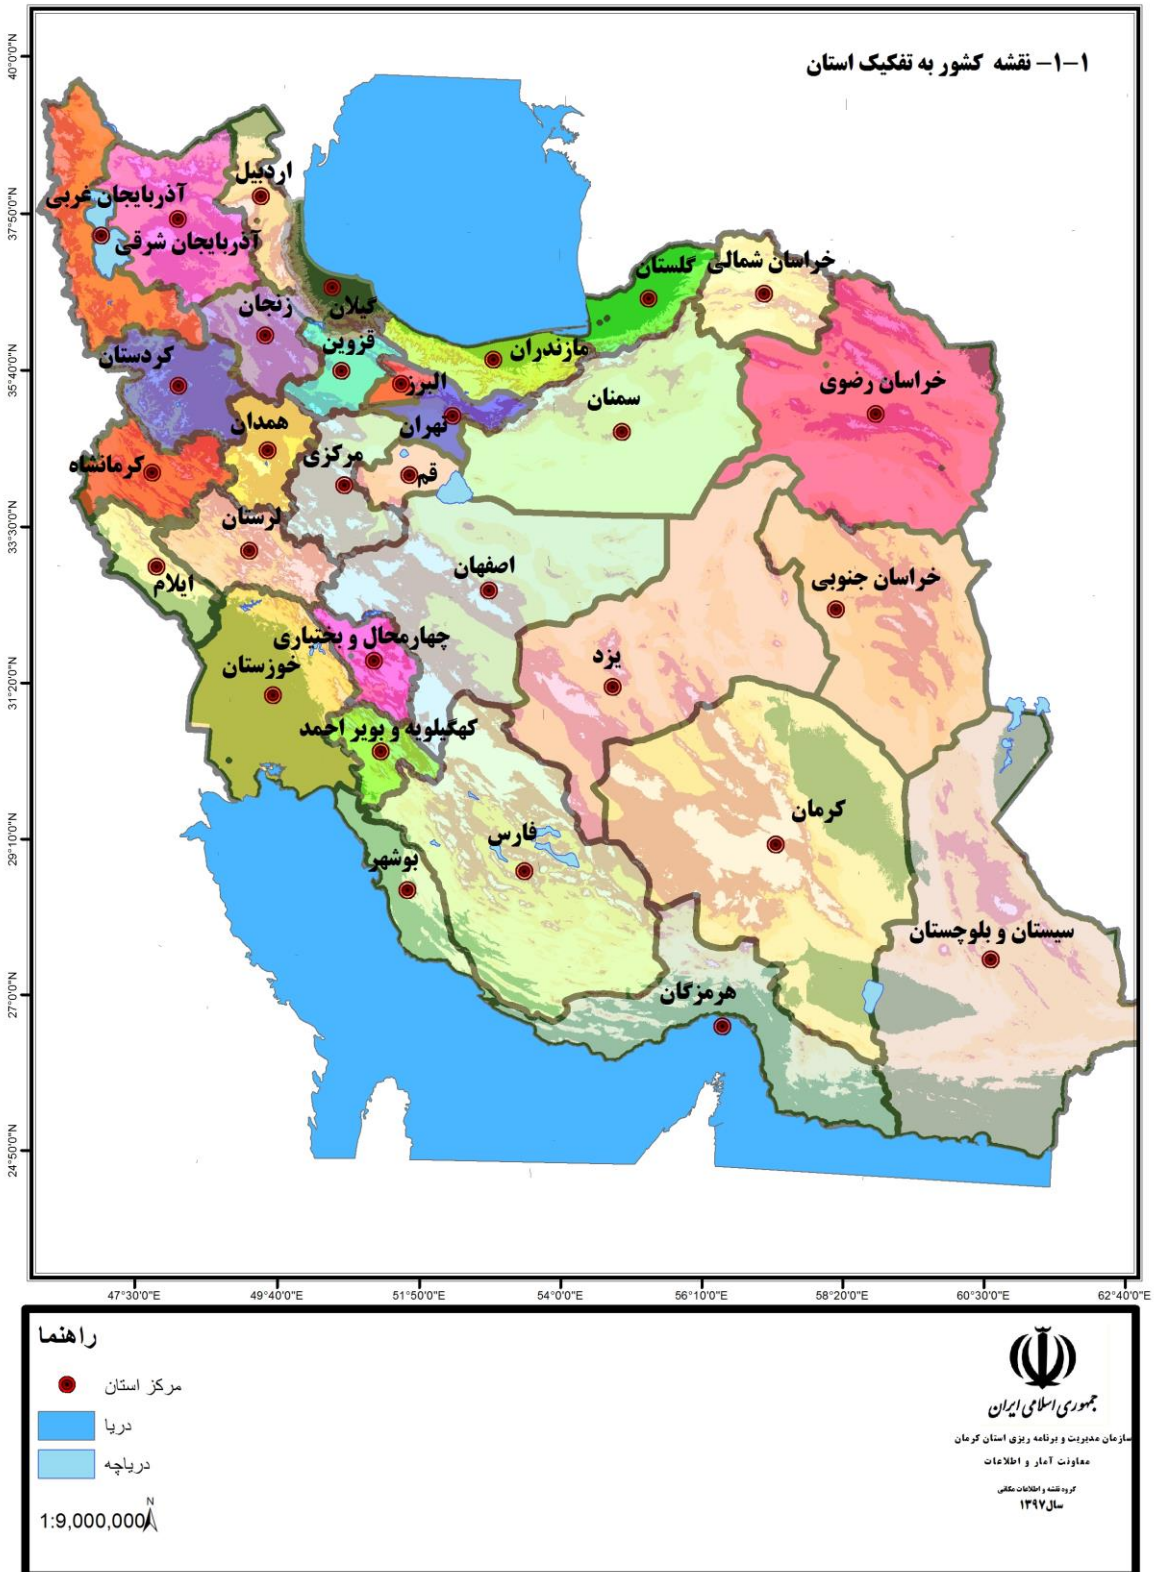 ۱-۱- نقشه کشور به تفکیک استان
40°0'0"N
37°50'0"N
35°40'0"N
33°30'0"N
31°20'0"N
29°10'0"N
27°0'0"N
24°50'0"N
اردبیل
آذربایجان غربی
آذربایجان شرقی
خراسان شمالی
گلستان
گیلان
زنجان
قزوین
مازندران
کردستان
البرز
خراسان رضوی
سمنان
همدان
تهران
مرکزی
کرمانشاه
قم
لرستان
اصفهان
ایلام
خراسان جنوبی
چهارمحال و بختیاری
خوزستان
یزد
کهگیلویه و بویر احمد
کرمان
فارس
بوشهر
سیستان و بلوچستان
هرمزگان
47°30'0"E
49°40'0"E
51°50'0"E
54°0'0"E
56°10'0"E
58°20'0"E
60°30'0"E
62°40'0"E
راهنما
مرکز استان
دریا
دریاچه
N
1:9,000,000
جمهوری اسلامی ایران
سازمان مدیریت و برنامه ریزی استان کرمان
معاونت آمار و اطلاعات
گروه نقشه و اطلاعات مکانی
سال۱۳۹۷